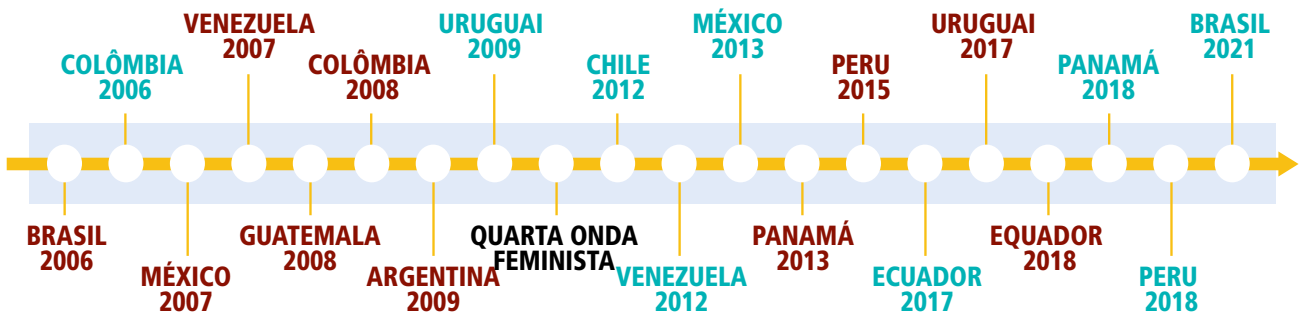 VENEZUELA
2007
URUGUAI
2009
MÉXICO
2013
URUGUAI
2017
BRASIL
2021
COLÔMBIA
2006
COLÔMBIA
2008
CHILE
2012
PERU
2015
PANAMÁ
2018
BRASIL
2006
GUATEMALA
2008
QUARTA ONDA
FEMINISTA
PANAMÁ
2013
EQUADOR
2018
MÉXICO
2007
ARGENTINA
2009
VENEZUELA
2012
ECUADOR
2017
PERU
2018